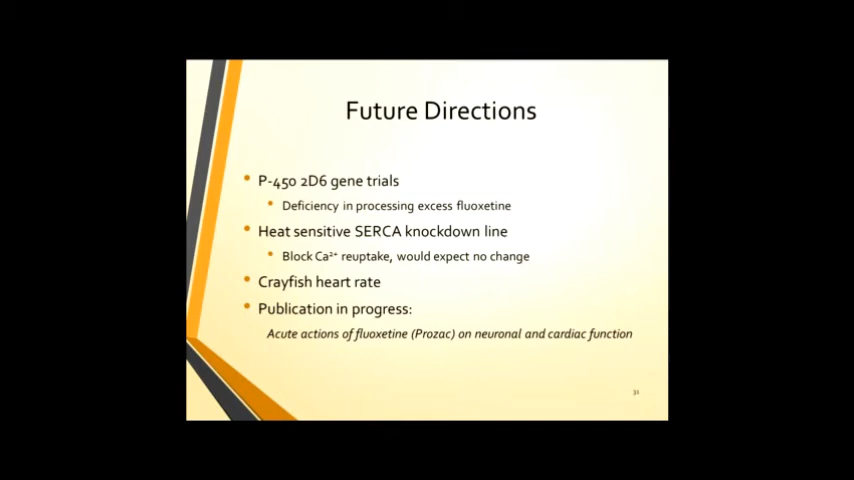 Future Directions
P-450 2D6 gene trials
Deficiency in processing excess fluoxetine
Heat sensitive SERCA knockdown line
Block Ca²⁺ reuptake, would expect no change
Crayfish heart rate
Publication in progress:
Acute actions of fluoxetine (Prozac) on neuronal and cardiac function
31